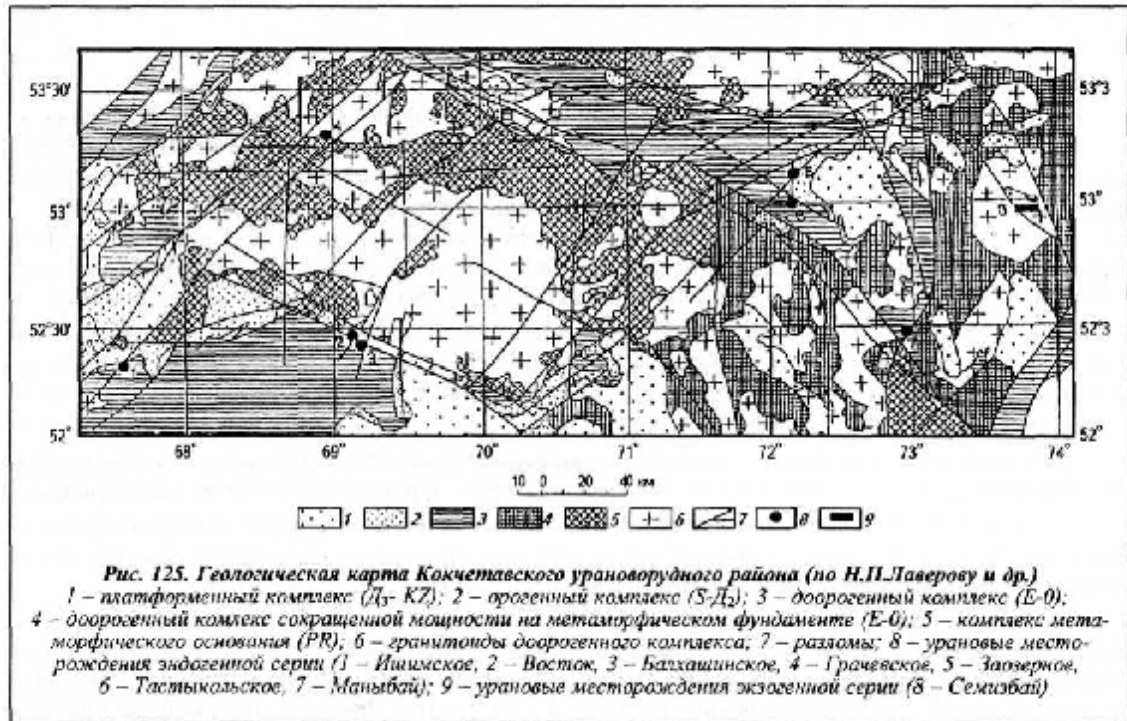 53°30'
53°3
53°
53°
52°30'
52°3
52°
52°
68°
69°
70°
71°
72°
73°
74°
10 0 20 40 км
1 2 3 4 5 6 7 8 9
Рис. 125. Геологическая карта Кокчетавского урановорудного района (по Н.П.Лаверову и др.)
1 – платформенный комплекс (Д₃- KZ); 2 – орогенный комплекс (S-Д₂); 3 – доорогенный комплекс (Е-0);
4 – доорогенный комлекс сокращенной мощности на метаморфическом фундаменте (Е-0); 5 – комплекс мета-
морфического основания (PR); 6 – гранитоиды доорогенного комплекса; 7 – разломы; 8 – урановые место-
рождения эндогенной серии (1 – Ишимское, 2 – Восток, 3 – Балхашинское, 4 – Грачевское, 5 – Заозерное,
6 – Тастыкольское, 7 – Маныбай); 9 – урановые месторождения экзогенной серии (8 – Семизбай)